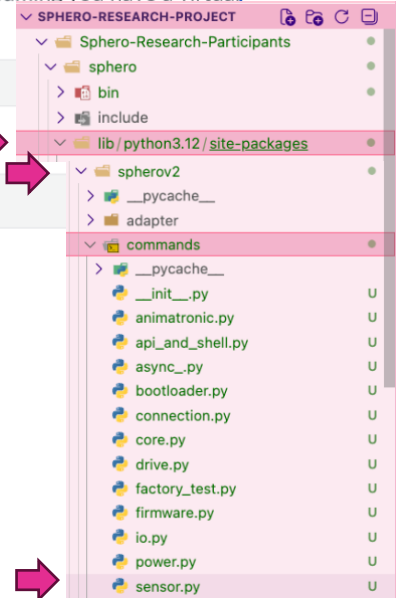 SPHERO-RESEARCH-PROJECT
Sphero-Research-Participants
sphero
bin
include
lib/python3.12/site-packages
spherov2
__pycache__
adapter
commands
__pycache__
__init__.py
animatronic.py U
api_and_shell.py U
async_.py U
bootloader.py U
connection.py U
core.py U
drive.py U
factory_test.py U
firmware.py U
io.py U
power.py U
sensor.py U